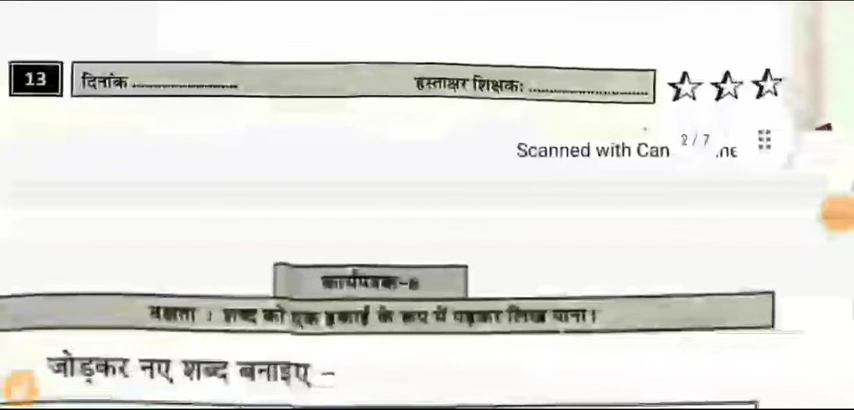 13 दिनांक .................... हस्ताक्षर शिक्षक: ........................
Scanned with Can
2 / 7
.ne
कार्यपत्रक-8
दक्षता : शब्द को एक इकाई के रूप में पढ़कर लिख पाना।
जोड़कर नए शब्द बनाइए –